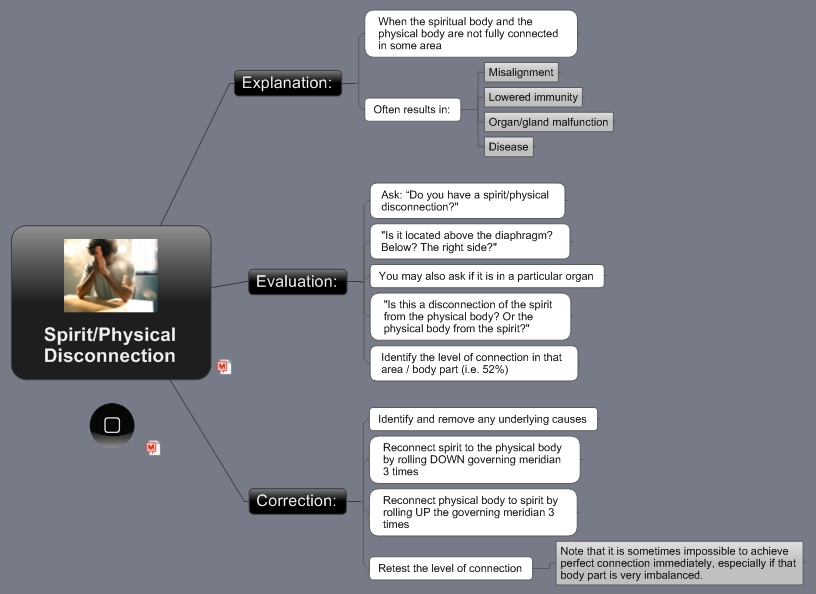 Spirit/Physical
Disconnection
Explanation:
When the spiritual body and the
physical body are not fully connected
in some area
Often results in:
Misalignment
Lowered immunity
Organ/gland malfunction
Disease
Evaluation:
Ask: “Do you have a spirit/physical
disconnection?"
"Is it located above the diaphragm?
Below? The right side?"
You may also ask if it is in a particular organ
"Is this a disconnection of the spirit
from the physical body? Or the
physical body from the spirit?"
Identify the level of connection in that
area / body part (i.e. 52%)
Correction:
Identify and remove any underlying causes
Reconnect spirit to the physical body
by rolling DOWN governing meridian
3 times
Reconnect physical body to spirit by
rolling UP the governing meridian 3
times
Retest the level of connection
Note that it is sometimes impossible to achieve
perfect connection immediately, especially if that
body part is very imbalanced.